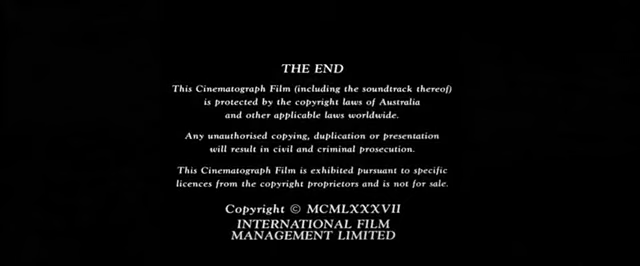 THE END
This Cinematograph Film (including the soundtrack thereof)
is protected by the copyright laws of Australia
and other applicable laws worldwide.
Any unauthorised copying, duplication or presentation
will result in civil and criminal prosecution.
This Cinematograph Film is exhibited pursuant to specific
licences from the copyright proprietors and is not for sale.
Copyright © MCMLXXXVII
INTERNATIONAL FILM
MANAGEMENT LIMITED